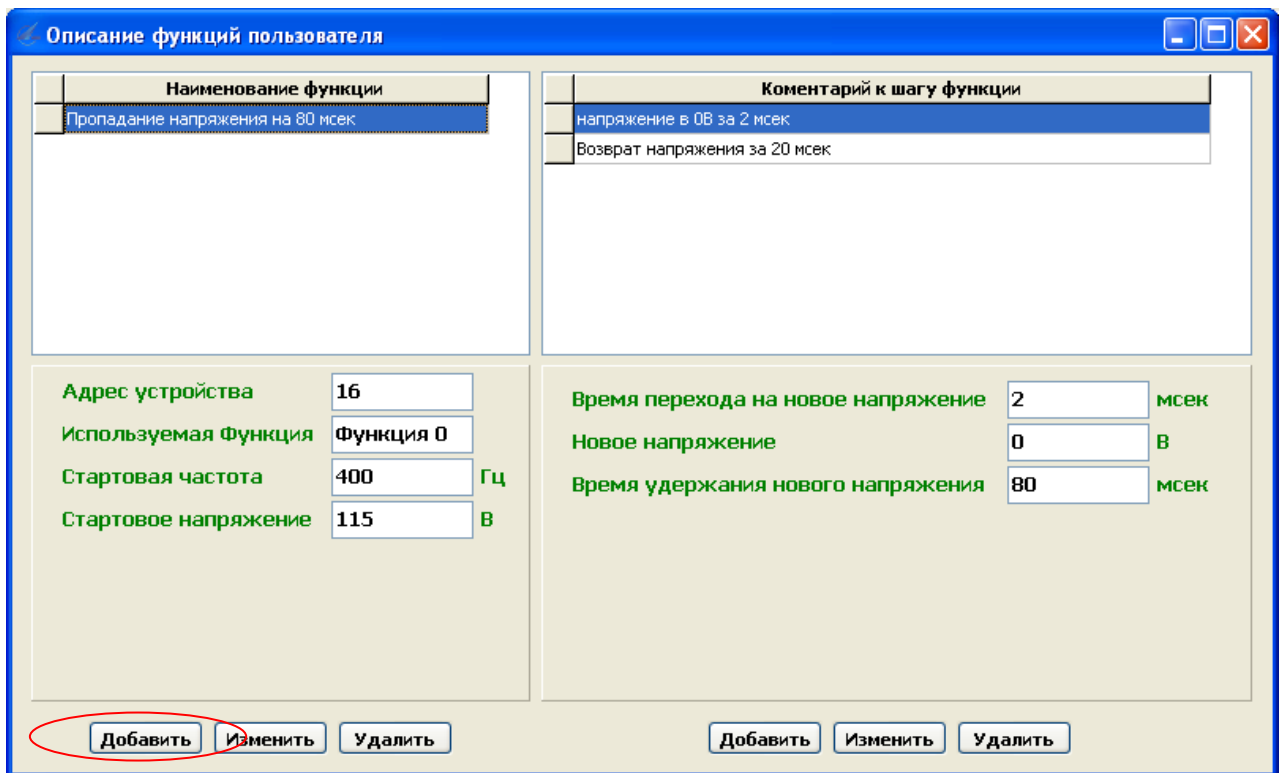 Описание функций пользователя
Наименование функции
Пропадание напряжения на 80 мсек
Коментарий к шагу функции
напряжение в 0В за 2 мсек
Возврат напряжения за 20 мсек
Адрес устройства 16
Используемая Функция Функция 0
Стартовая частота 400 Гц
Стартовое напряжение 115 В
Время перехода на новое напряжение 2 мсек
Новое напряжение 0 В
Время удержания нового напряжения 80 мсек
Добавить Изменить Удалить
Добавить Изменить Удалить